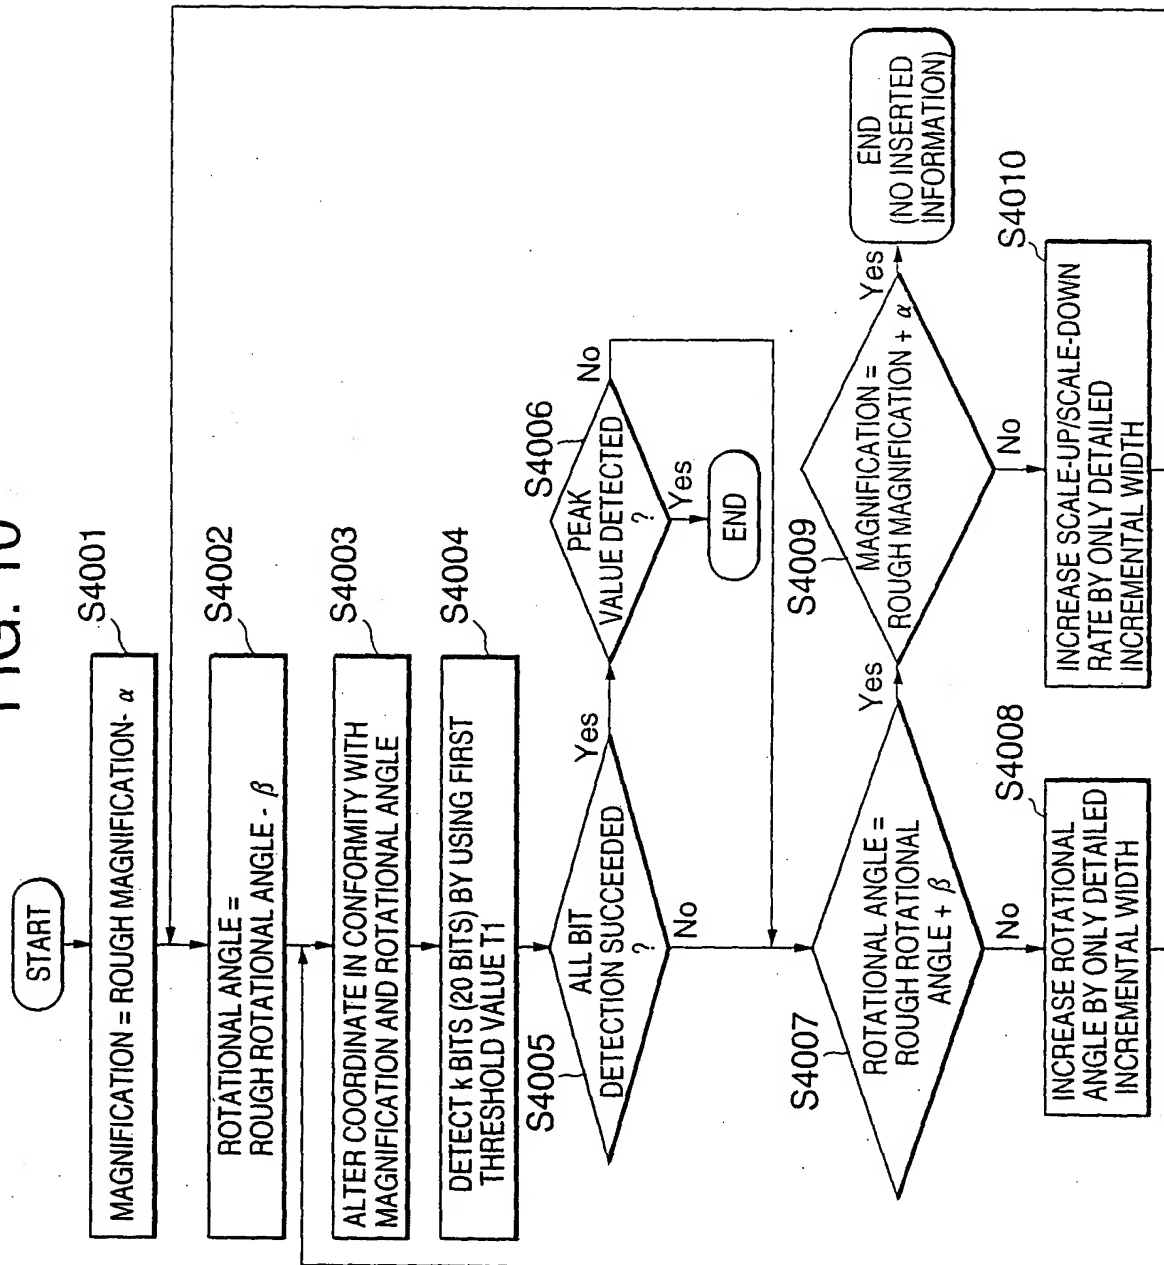 FIG. 10
START
S4001
MAGNIFICATION = ROUGH MAGNIFICATION- α
S4002
ROTATIONAL ANGLE =
ROUGH ROTATIONAL ANGLE - β
S4003
ALTER COORDINATE IN CONFORMITY WITH
MAGNIFICATION AND ROTATIONAL ANGLE
S4004
DETECT k BITS (20 BITS) BY USING FIRST
THRESHOLD VALUE T1
S4005
ALL BIT
DETECTION SUCCEEDED
?
Yes
No
S4006
PEAK
VALUE DETECTED
?
No
Yes
END
S4007
ROTATIONAL ANGLE =
ROUGH ROTATIONAL
ANGLE + β
Yes
No
S4009
MAGNIFICATION =
ROUGH MAGNIFICATION + α
Yes
No
END
(NO INSERTED
INFORMATION)
S4008
INCREASE ROTATIONAL
ANGLE BY ONLY DETAILED
INCREMENTAL WIDTH
S4010
INCREASE SCALE-UP/SCALE-DOWN
RATE BY ONLY DETAILED
INCREMENTAL WIDTH